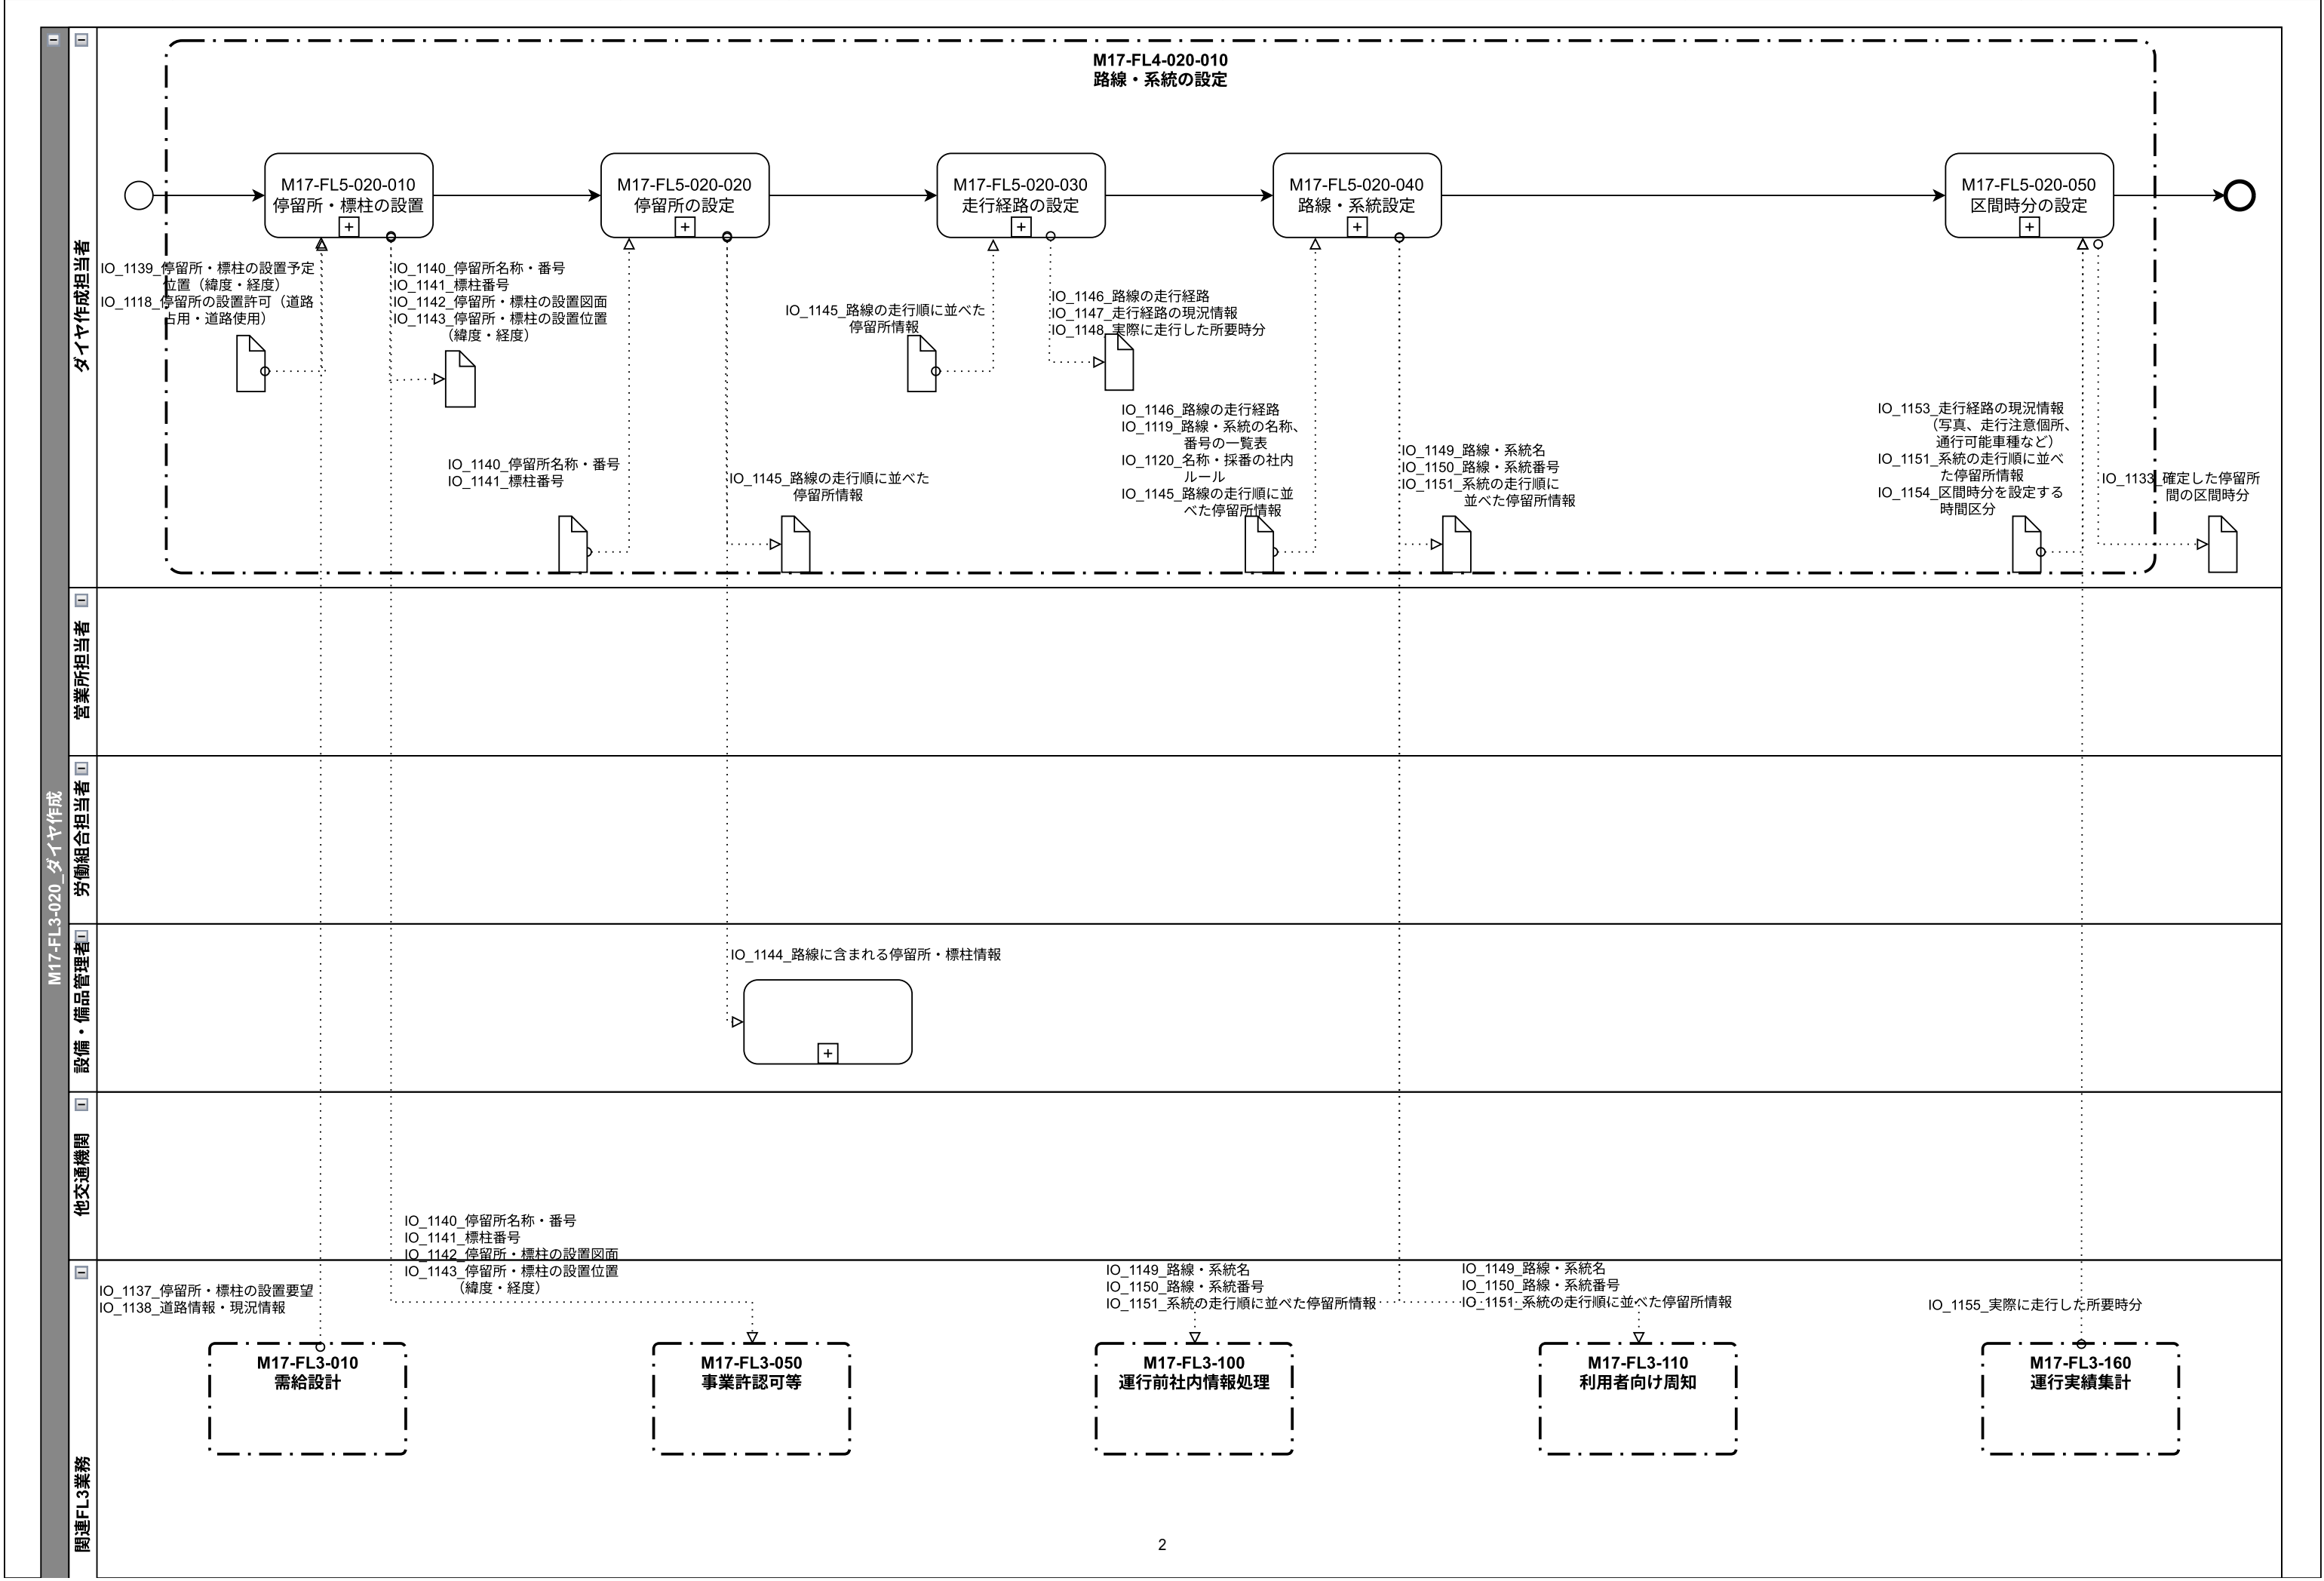 M17-FL3-020_ダイヤ作成
ダイヤ作成担当者
M17-FL4-020-010
路線・系統の設定
M17-FL5-020-010
停留所・標柱の設置
M17-FL5-020-020
停留所の設定
M17-FL5-020-030
走行経路の設定
M17-FL5-020-040
路線・系統設定
M17-FL5-020-050
区間時分の設定
IO_1139_停留所・標柱の設置予定
位置（緯度・経度）
IO_1118_停留所の設置許可（道路
占用・道路使用）
IO_1140_停留所名称・番号
IO_1141_標柱番号
IO_1142_停留所・標柱の設置図面
IO_1143_停留所・標柱の設置位置
（緯度・経度）
IO_1140_停留所名称・番号
IO_1141_標柱番号
IO_1145_路線の走行順に並べた
停留所情報
IO_1145_路線の走行順に並べた
停留所情報
IO_1146_路線の走行経路
IO_1147_走行経路の現況情報
IO_1148_実際に走行した所要時分
IO_1146_路線の走行経路
IO_1119_路線・系統の名称、
番号の一覧表
IO_1120_名称・採番の社内
ルール
IO_1145_路線の走行順に並
べた停留所情報
IO_1149_路線・系統名
IO_1150_路線・系統番号
IO_1151_系統の走行順に
並べた停留所情報
IO_1153_走行経路の現況情報
（写真、走行注意個所、
通行可能車種など）
IO_1151_系統の走行順に並べ
た停留所情報
IO_1154_区間時分を設定する
時間区分
IO_1133_確定した停留所
間の区間時分
営業所担当者
労働組合担当者
設備・備品管理者
IO_1144_路線に含まれる停留所・標柱情報
他交通機関
IO_1140_停留所名称・番号
IO_1141_標柱番号
IO_1142_停留所・標柱の設置図面
IO_1143_停留所・標柱の設置位置
（緯度・経度）
関連FL3業務
IO_1137_停留所・標柱の設置要望
IO_1138_道路情報・現況情報
IO_1149_路線・系統名
IO_1150_路線・系統番号
IO_1151_系統の走行順に並べた停留所情報
IO_1149_路線・系統名
IO_1150_路線・系統番号
IO_1151_系統の走行順に並べた停留所情報
IO_1155_実際に走行した所要時分
M17-FL3-010
需給設計
M17-FL3-050
事業許認可等
M17-FL3-100
運行前社内情報処理
M17-FL3-110
利用者向け周知
M17-FL3-160
運行実績集計
2